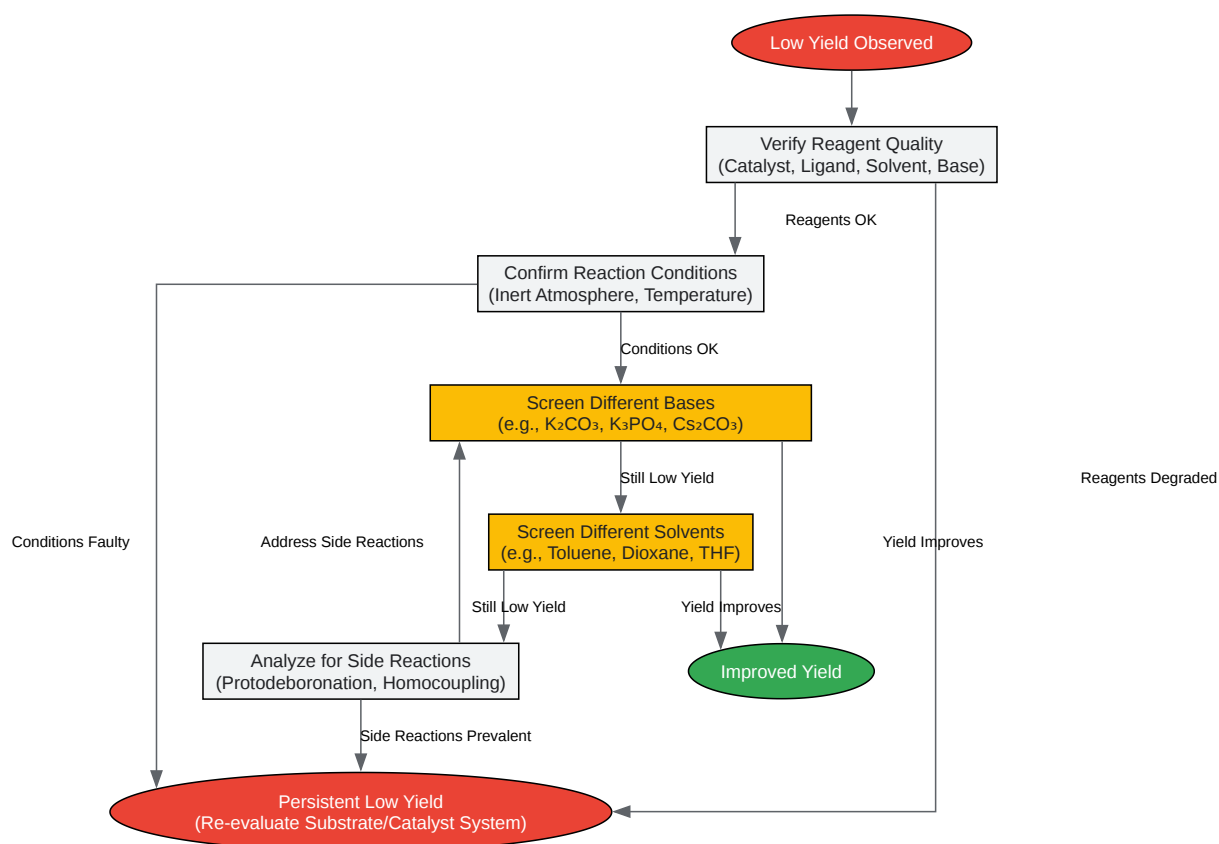 Low Yield Observed
Verify Reagent Quality
(Catalyst, Ligand, Solvent, Base)
Reagents OK
Confirm Reaction Conditions
(Inert Atmosphere, Temperature)
Conditions OK
Screen Different Bases
(e.g., K₂CO₃, K₃PO₄, Cs₂CO₃)
Still Low Yield
Reagents Degraded
Screen Different Solvents
(e.g., Toluene, Dioxane, THF)
Conditions Faulty
Address Side Reactions
Yield Improves
Still Low Yield
Yield Improves
Analyze for Side Reactions
(Protodeboronation, Homocoupling)
Improved Yield
Side Reactions Prevalent
Persistent Low Yield
(Re-evaluate Substrate/Catalyst System)